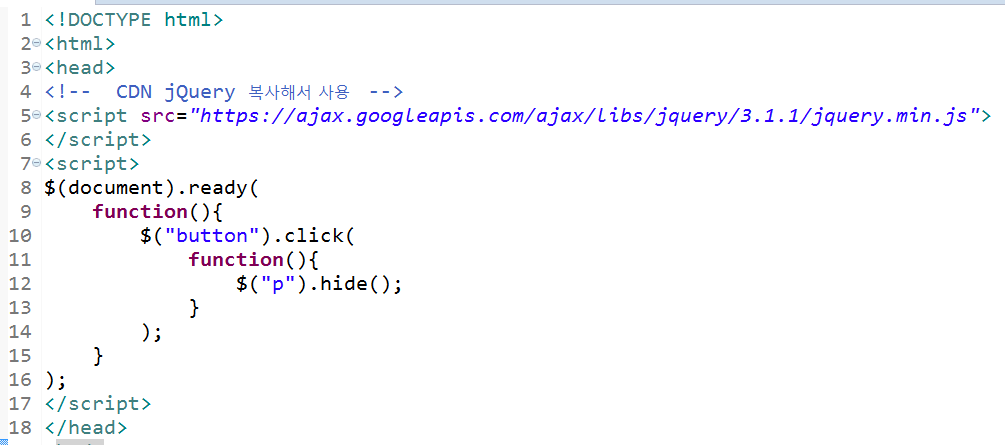 1 <!DOCTYPE html>
2 <html>
3 <head>
4 <!--  CDN jQuery 복사해서 사용  -->
5 <script src="https://ajax.googleapis.com/ajax/libs/jquery/3.1.1/jquery.min.js">
6 </script>
7 <script>
8 $(document).ready(
9     function(){
10         $("button").click(
11             function(){
12                 $("p").hide();
13             }
14         );
15     }
16 );
17 </script>
18 </head>